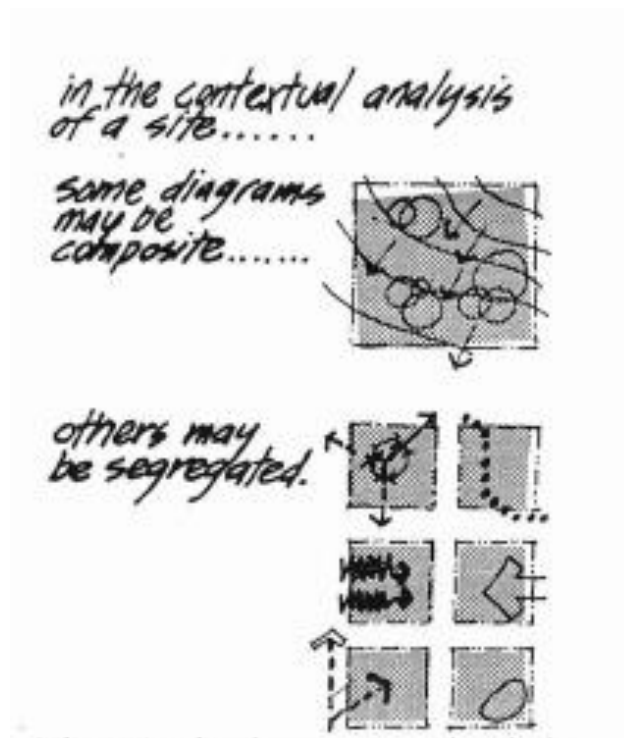 in the contextual analysis
of a site......
some diagrams
may be
composite.......
others may
be segregated.